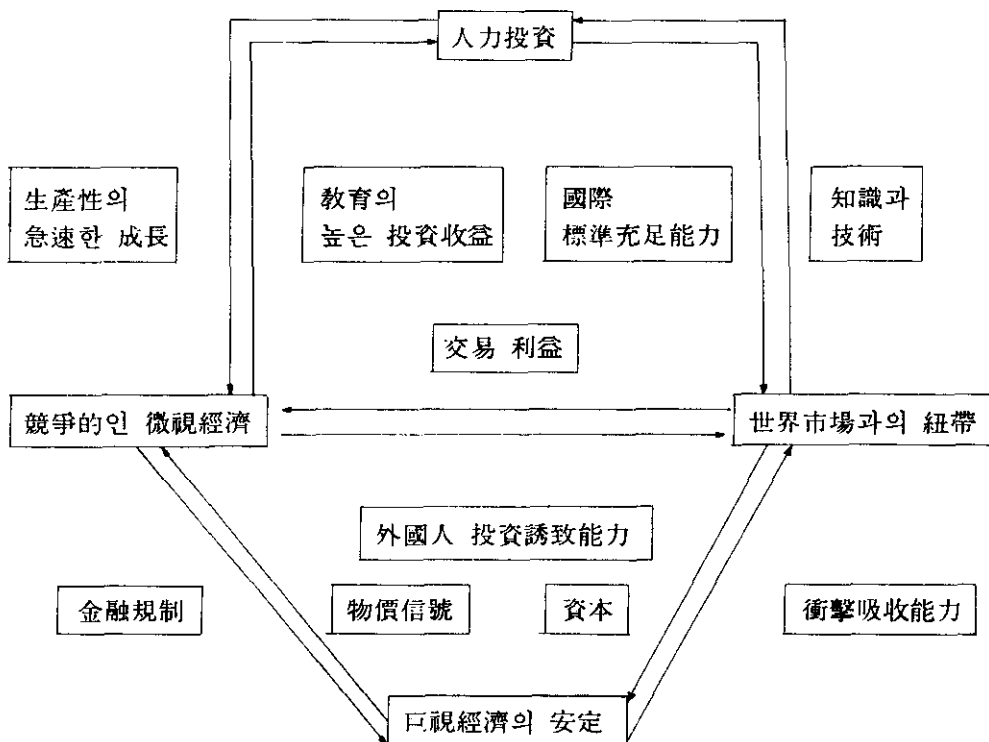 人力投資
生産性의
急速한 成長
敎育의
높은 投資收益
國際
標準充足能力
知識과
技術
交易 利益
競爭的인 微視經濟
世界市場과의 紐帶
外國人 投資誘致能力
金融規制
物價信號
資本
衝擊吸收能力
巨視經濟의 安定